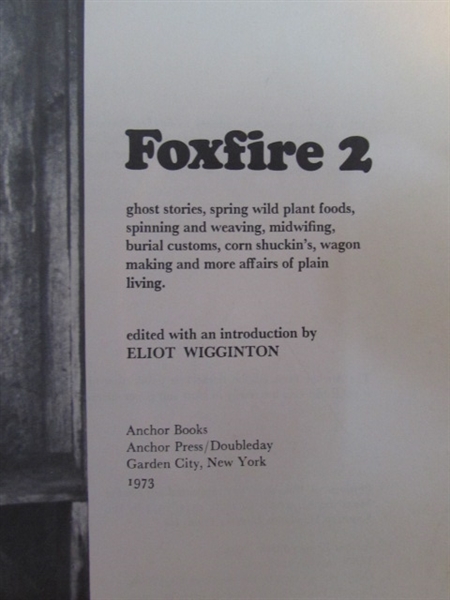 Foxfire 2
ghost stories, spring wild plant foods,
spinning and weaving, midwifing,
burial customs, corn shuckin's, wagon
making and more affairs of plain
living.
edited with an introduction by
ELIOT WIGGINTON
Anchor Books
Anchor Press/Doubleday
Garden City, New York
1973